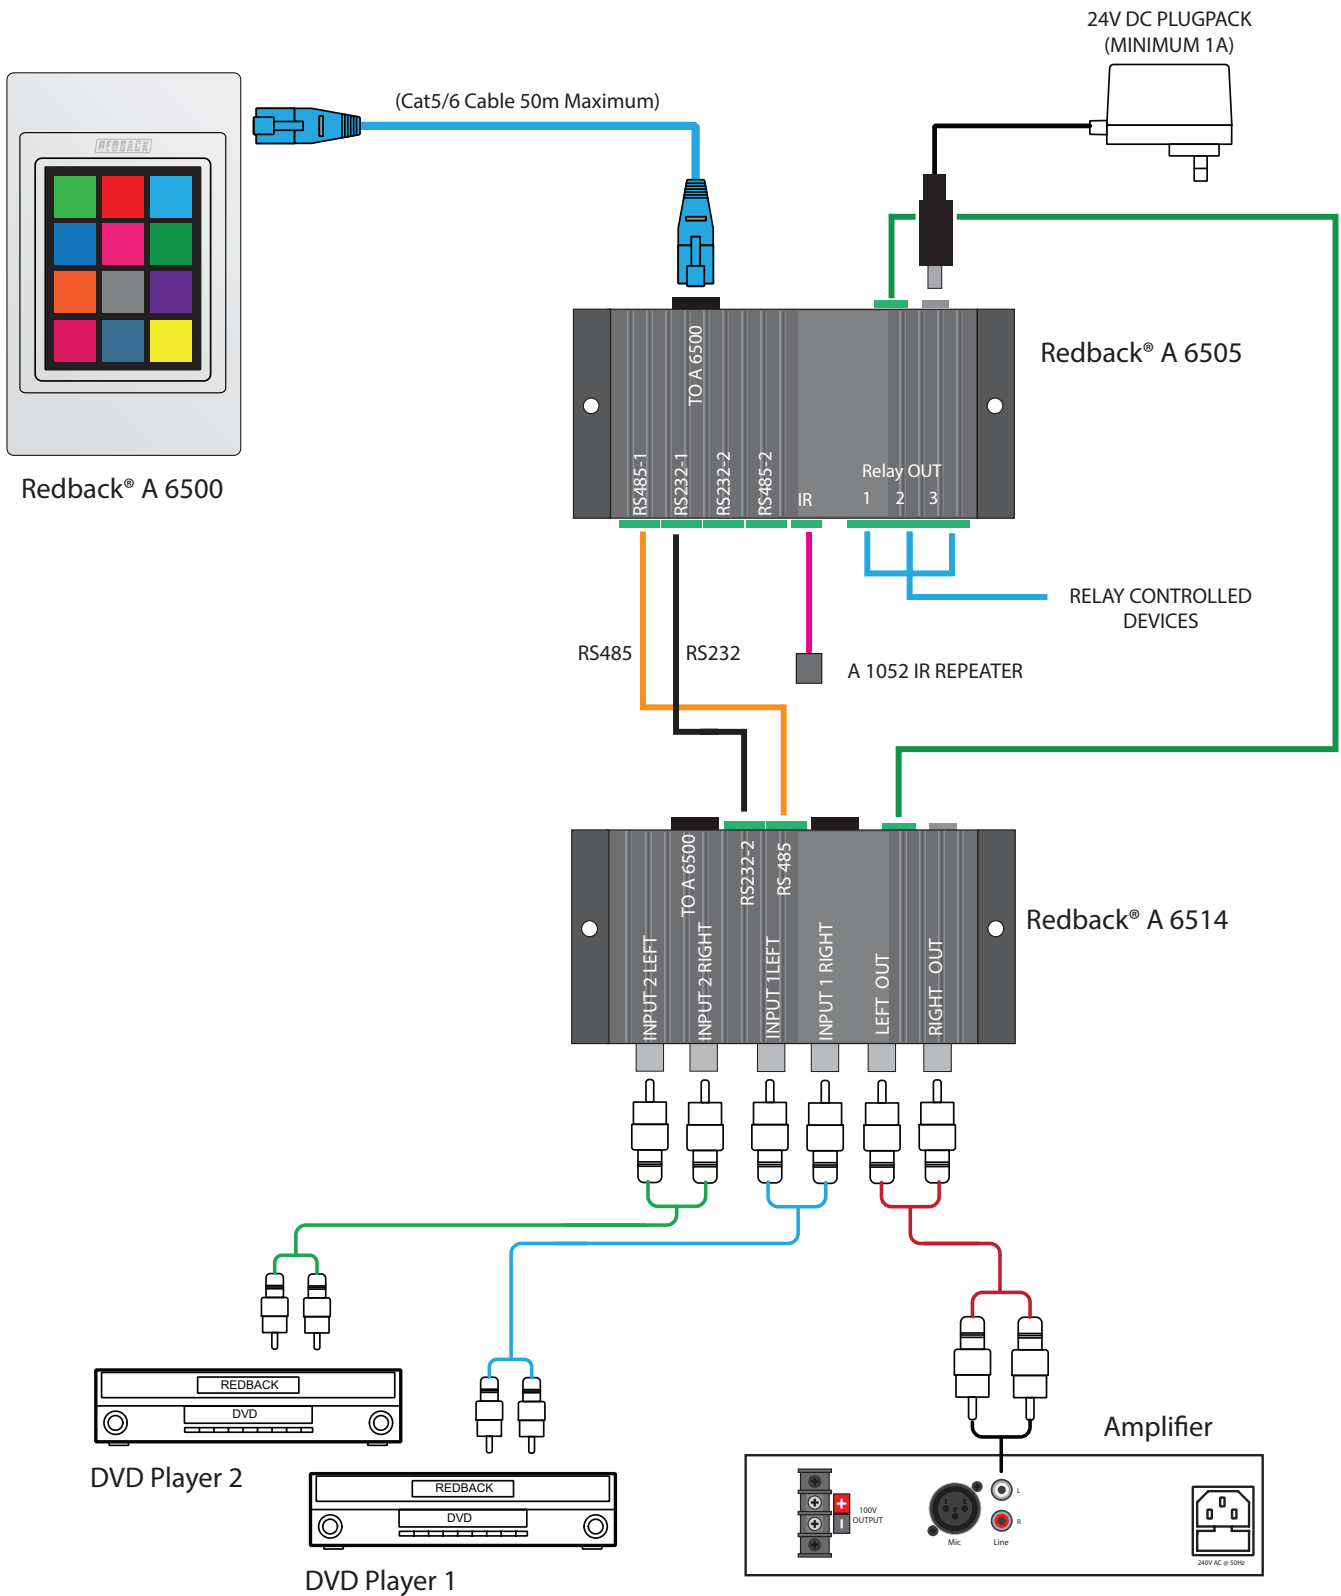 24V DC PLUGPACK
(MINIMUM 1A)
(Cat5/6 Cable 50m Maximum)
REDBACK
Redback® A 6500
TO A 6500
Redback® A 6505
RS485-1
RS232-1
RS232-2
RS485-2
IR
Relay OUT
1 2 3
RELAY CONTROLLED
DEVICES
RS485
RS232
A 1052 IR REPEATER
TO A 6500
RS232-2
RS 485
Redback® A 6514
INPUT 2 LEFT
INPUT 2 RIGHT
INPUT 1LEFT
INPUT 1 RIGHT
LEFT OUT
RIGHT OUT
REDBACK
DVD
DVD Player 2
REDBACK
DVD
DVD Player 1
Amplifier
+
−
100V
OUTPUT
Mic
Line
L
R
240V AC @ 50Hz